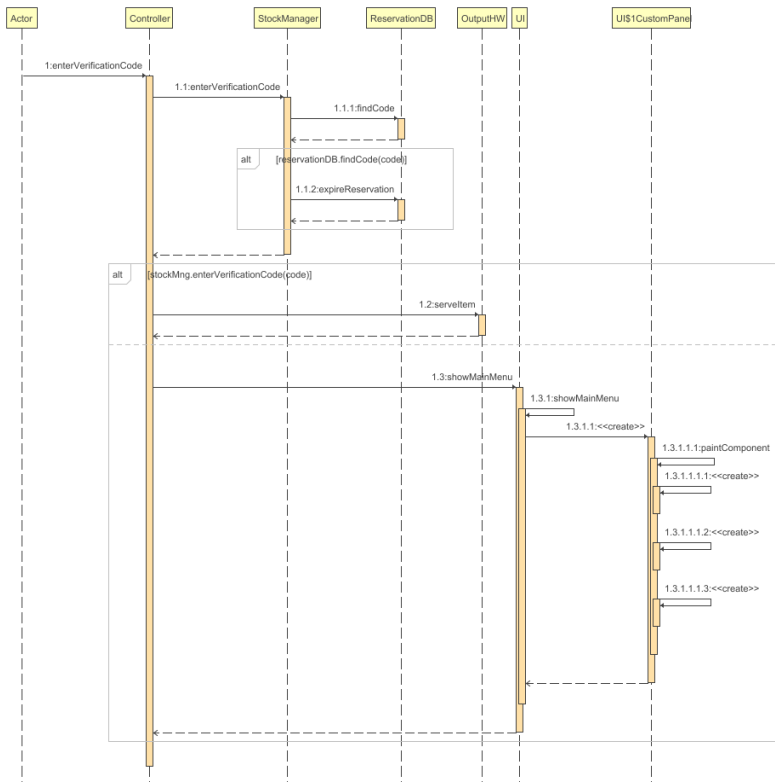 Actor
Controller
StockManager
ReservationDB
OutputHW
UI
UI$1CustomPanel
1:enterVerificationCode
1.1:enterVerificationCode
1.1.1:findCode
alt
[reservationDB.findCode(code)]
1.1.2:expireReservation
alt
[stockMng.enterVerificationCode(code)]
1.2:serveItem
1.3:showMainMenu
1.3.1:showMainMenu
1.3.1.1:<<create>>
1.3.1.1.1:paintComponent
1.3.1.1.1.1:<<create>>
1.3.1.1.1.2:<<create>>
1.3.1.1.1.3:<<create>>